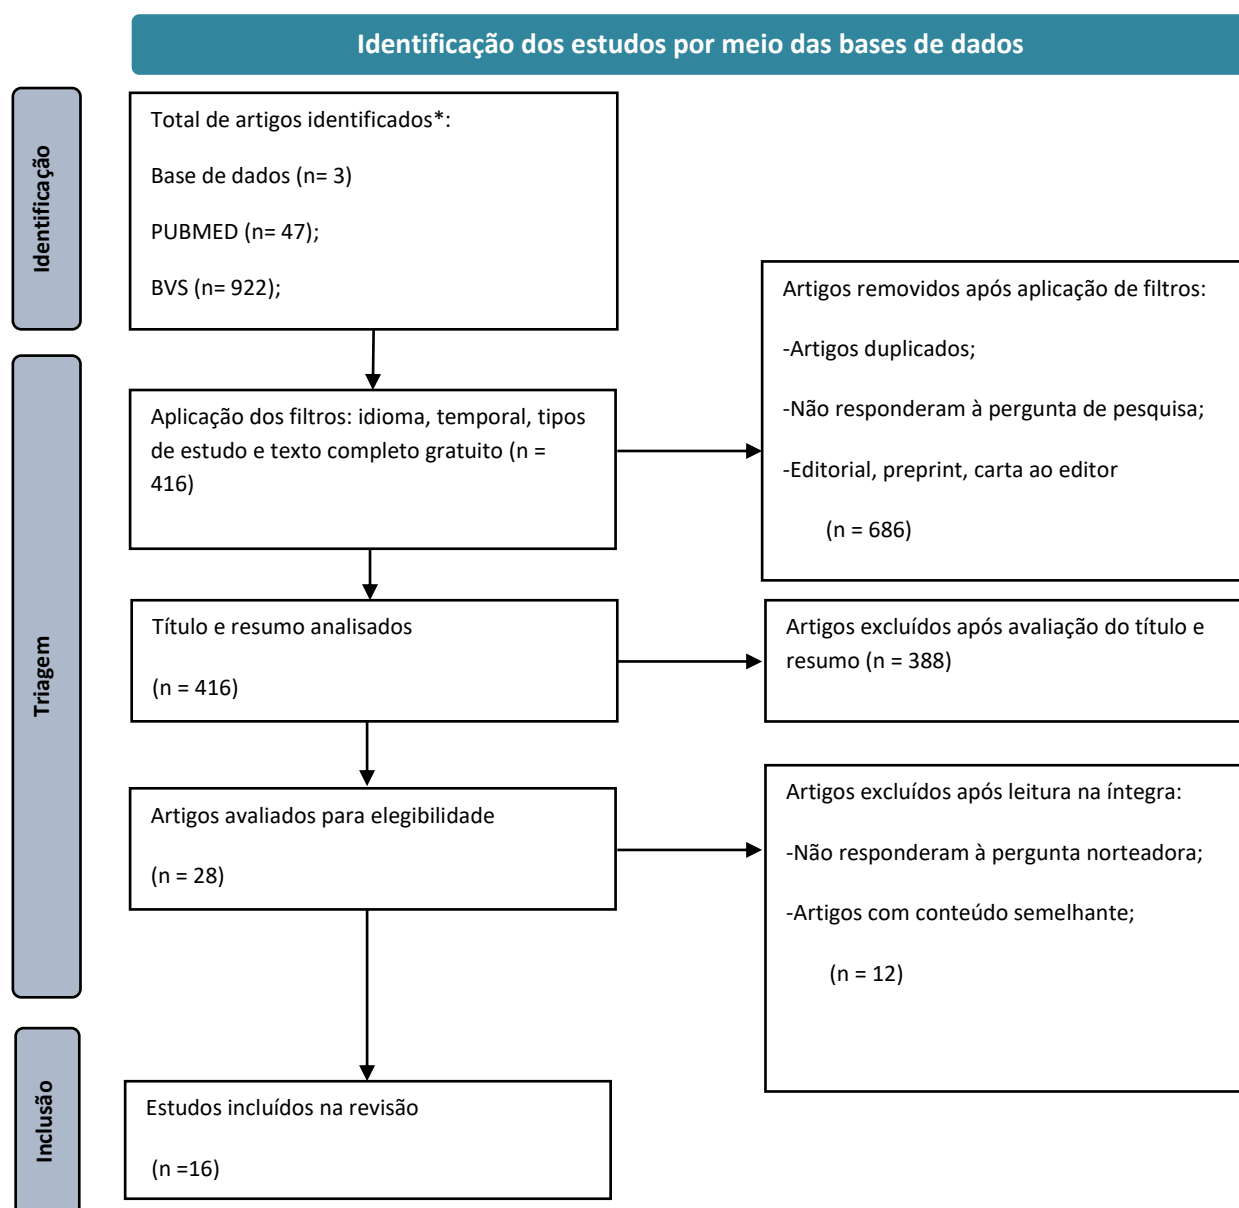 Identificação dos estudos por meio das bases de dados
Identificação
Total de artigos identificados*:
Base de dados (n= 3)
PUBMED (n= 47);
BVS (n= 922);
Artigos removidos após aplicação de filtros:
-Artigos duplicados;
-Não responderam à pergunta de pesquisa;
-Editorial, preprint, carta ao editor
(n = 686)
Triagem
Aplicação dos filtros: idioma, temporal, tipos
de estudo e texto completo gratuito (n =
416)
Título e resumo analisados
(n = 416)
Artigos excluídos após avaliação do título e
resumo (n = 388)
Artigos avaliados para elegibilidade
(n = 28)
Artigos excluídos após leitura na íntegra:
-Não responderam à pergunta norteadora;
-Artigos com conteúdo semelhante;
(n = 12)
Inclusão
Estudos incluídos na revisão
(n =16)